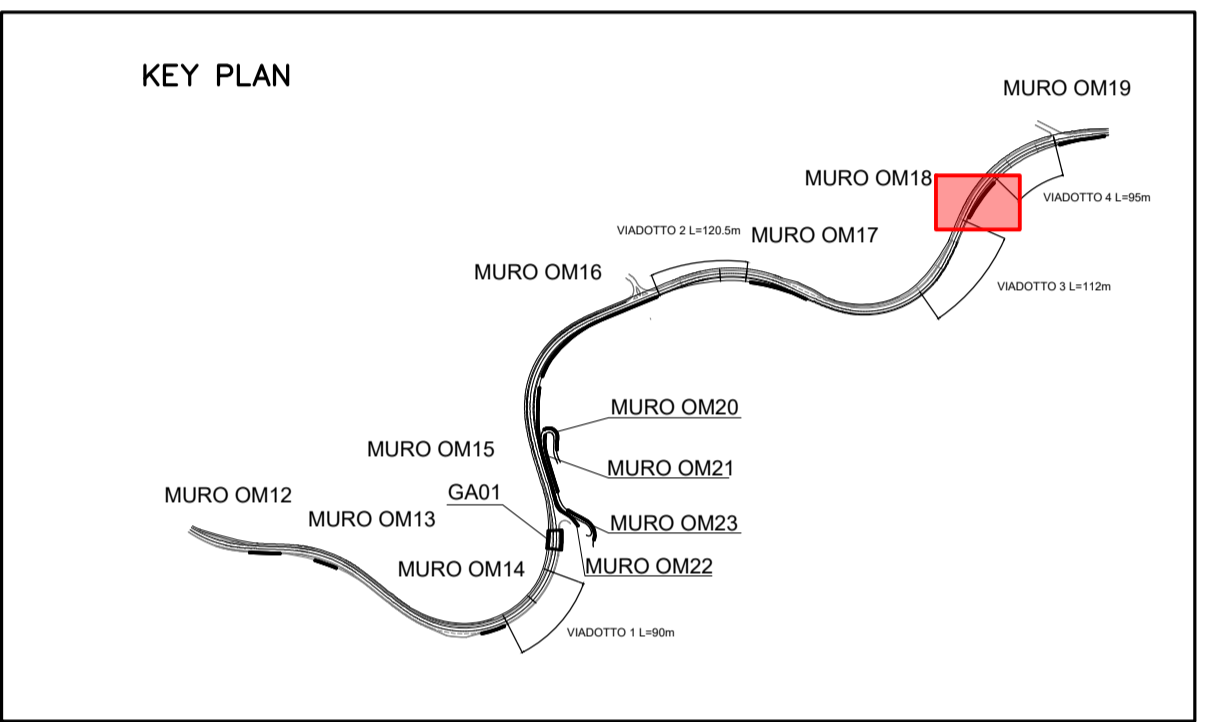 KEY PLAN
MURO OM19
MURO OM18
VIADOTTO 4 L=95m
VIADOTTO 2 L=120.5m
MURO OM17
MURO OM16
VIADOTTO 3 L=112m
MURO OM20
MURO OM15
MURO OM21
GA01
MURO OM12
MURO OM13
MURO OM23
MURO OM14
MURO OM22
VIADOTTO 1 L=90m